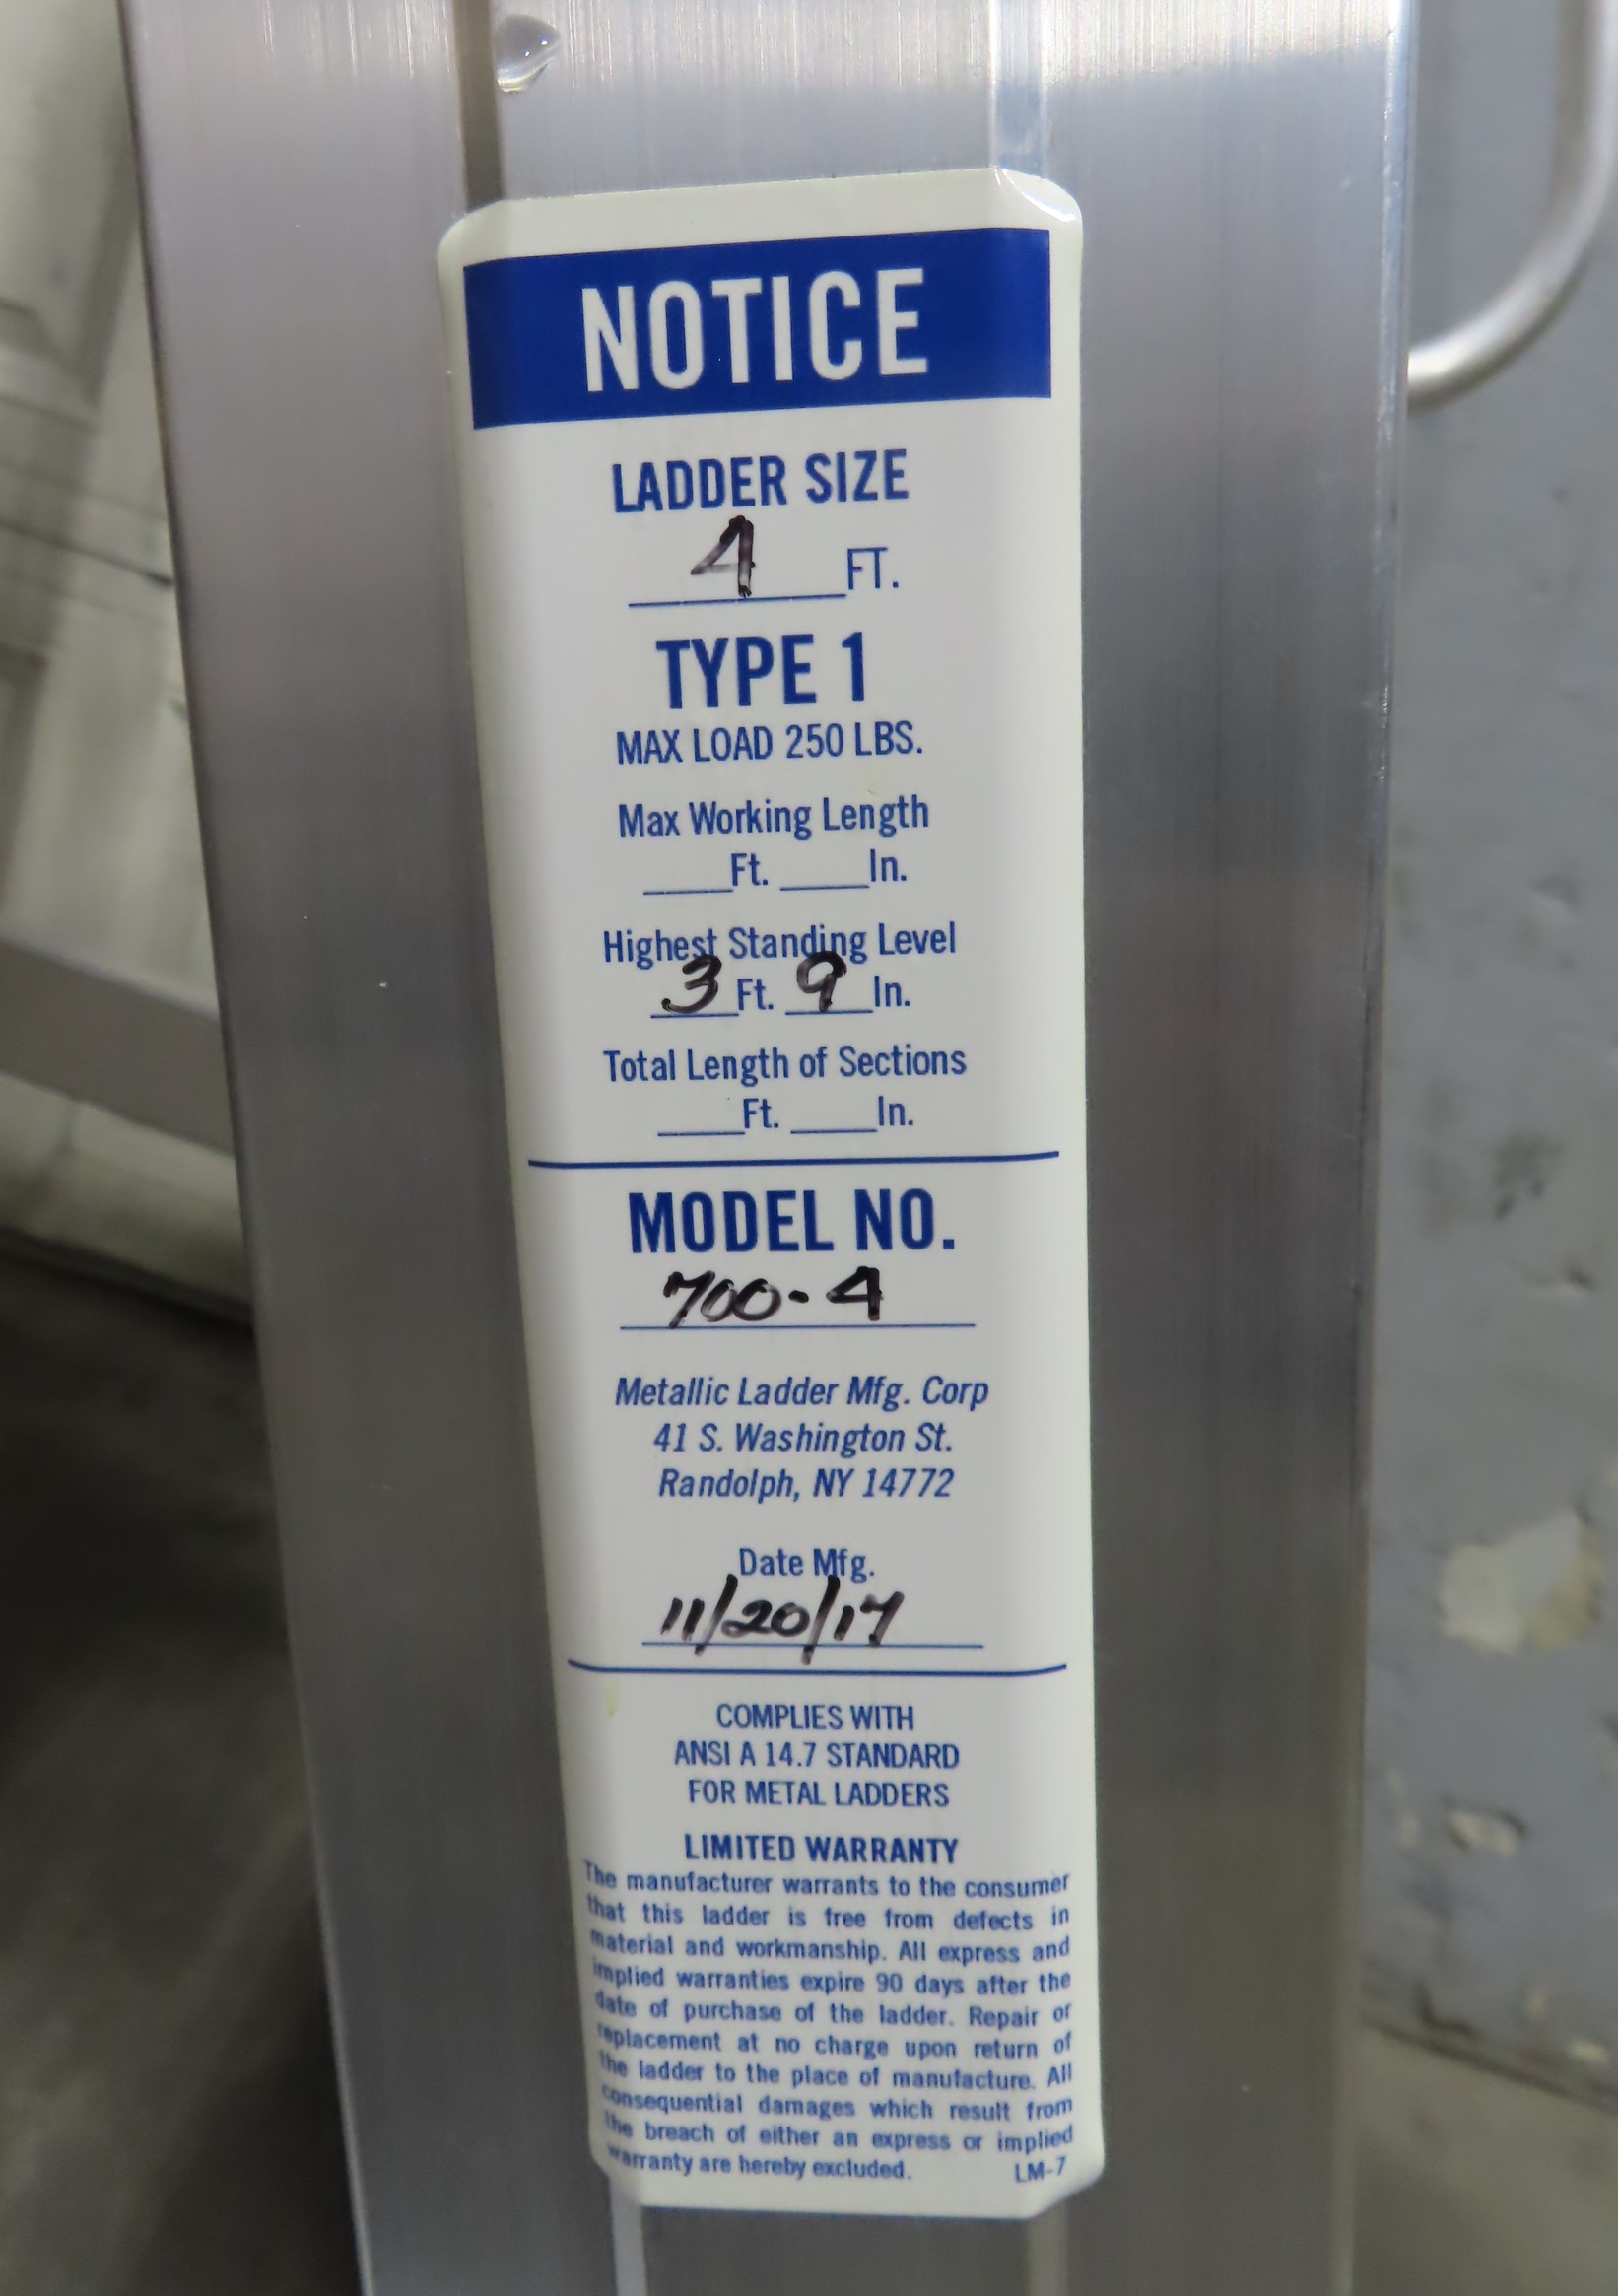 NOTICE
LADDER SIZE
4 FT.
TYPE 1
MAX LOAD 250 LBS.
Max Working Length
____Ft. ____In.
Highest Standing Level
3 Ft. 9 In.
Total Length of Sections
____Ft. ____In.
MODEL NO.
700-4
Metallic Ladder Mfg. Corp
41 S. Washington St.
Randolph, NY 14772
Date Mfg.
11/20/17
COMPLIES WITH
ANSI A 14.7 STANDARD
FOR METAL LADDERS
LIMITED WARRANTY
The manufacturer warrants to the consumer
that this ladder is free from defects in
material and workmanship. All express and
implied warranties expire 90 days after the
date of purchase of the ladder. Repair or
replacement at no charge upon return of
the ladder to the place of manufacture. All
consequential damages which result from
the breach of either an express or implied
warranty are hereby excluded. LM-7